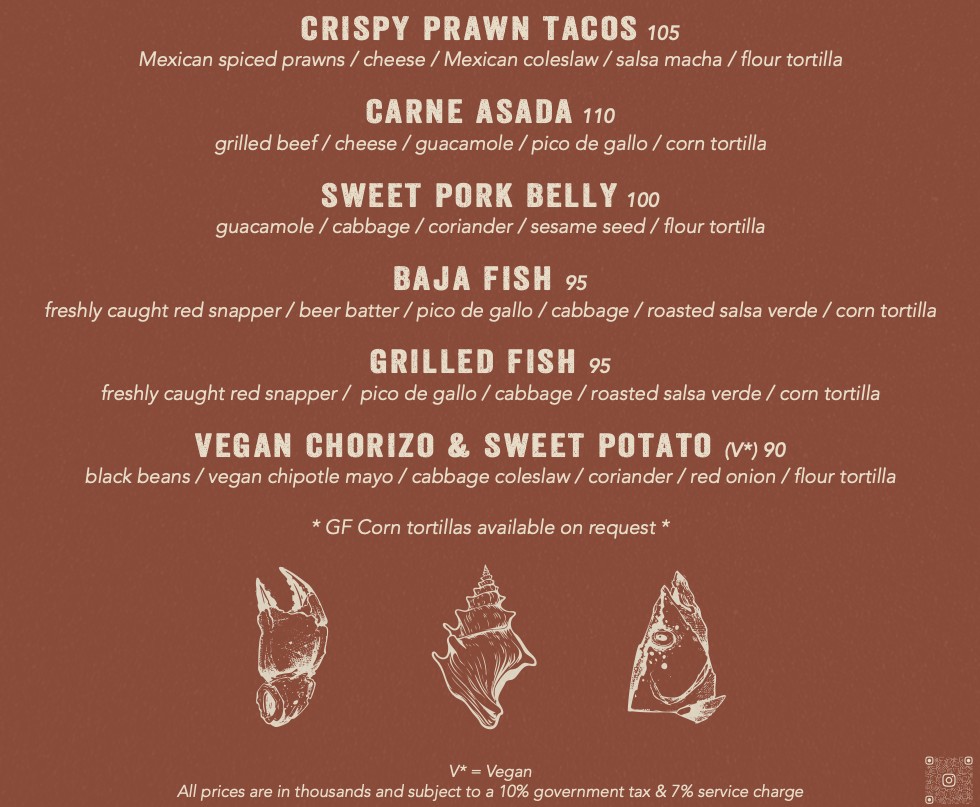 CRISPY PRAWN TACOS 105
Mexican spiced prawns / cheese / Mexican coleslaw / salsa macha / flour tortilla
CARNE ASADA 110
grilled beef / cheese / guacamole / pico de gallo / corn tortilla
SWEET PORK BELLY 100
guacamole / cabbage / coriander / sesame seed / flour tortilla
BAJA FISH 95
freshly caught red snapper / beer batter / pico de gallo / cabbage / roasted salsa verde / corn tortilla
GRILLED FISH 95
freshly caught red snapper / pico de gallo / cabbage / roasted salsa verde / corn tortilla
VEGAN CHORIZO & SWEET POTATO (V*) 90
black beans / vegan chipotle mayo / cabbage coleslaw / coriander / red onion / flour tortilla
* GF Corn tortillas available on request *
V* = Vegan
All prices are in thousands and subject to a 10% government tax & 7% service charge